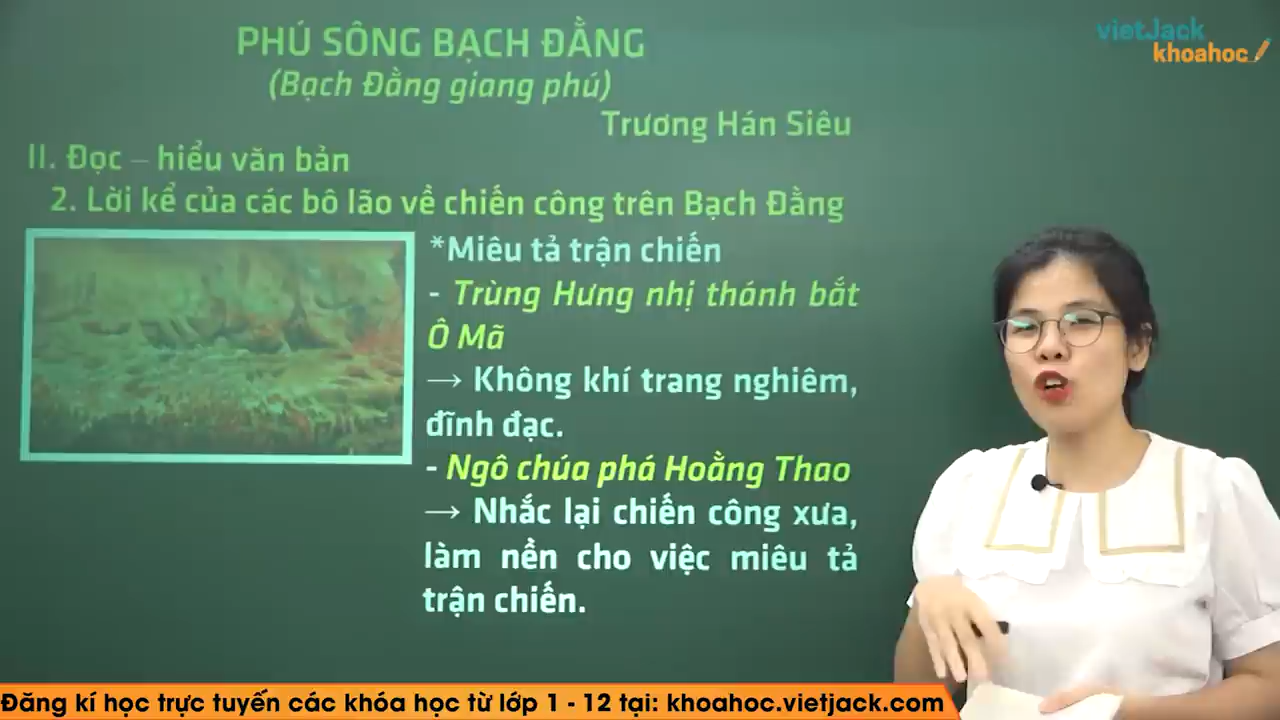 PHÚ SÔNG BẠCH ĐẰNG
(Bạch Đằng giang phú)
Trương Hán Siêu
II. Đọc – hiểu văn bản
2. Lời kể của các bô lão về chiến công trên Bạch Đằng
*Miêu tả trận chiến
- Trùng Hưng nhị thánh bắt
Ô Mã
→ Không khí trang nghiêm,
đĩnh đạc.
- Ngô chúa phá Hoằng Thao
→ Nhắc lại chiến công xưa,
làm nền cho việc miêu tả
trận chiến.
vietJack
khoahoc
Đăng kí học trực tuyến các khóa học từ lớp 1 - 12 tại: khoahoc.vietjack.com